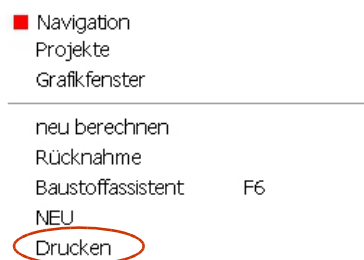 Navigation
Projekte
Grafikfenster
neu berechnen
Rücknahme
Baustoffassistent F6
NEU
Drucken